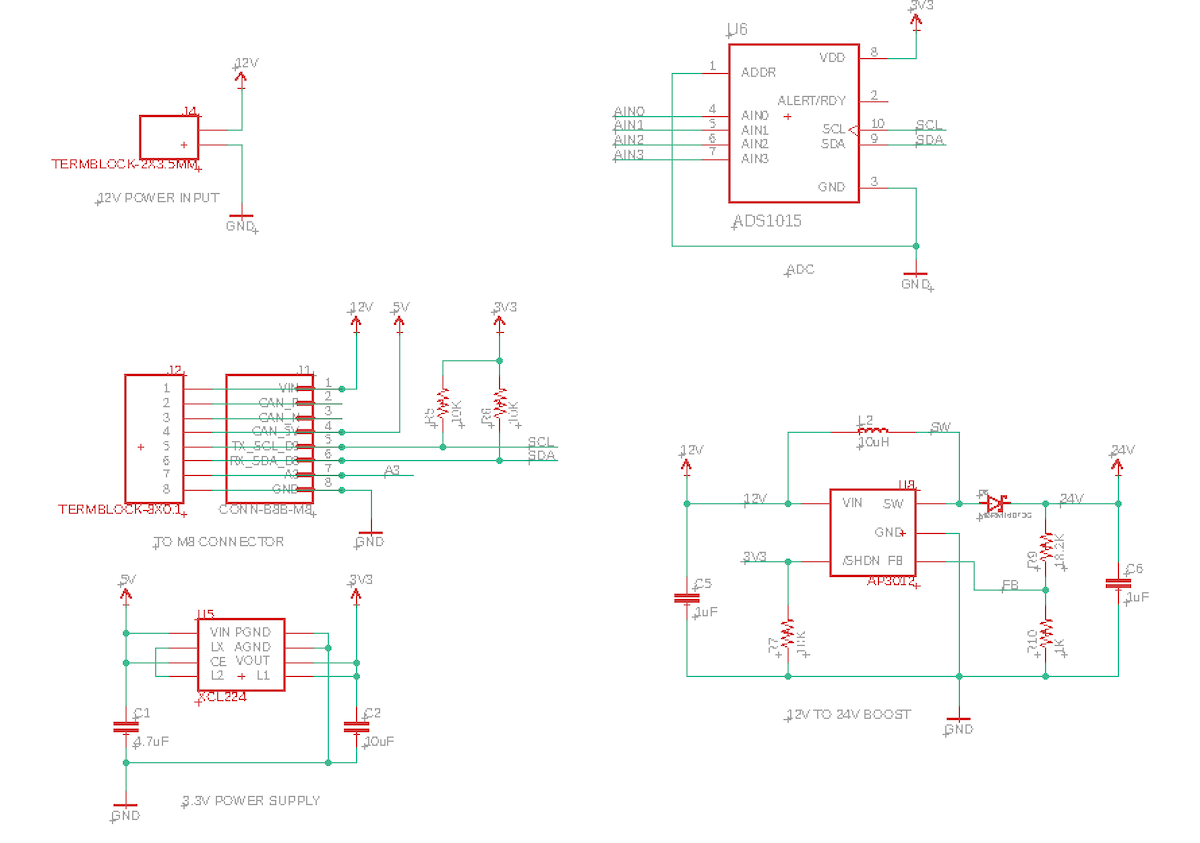 12V
J4
TERMBLOCK-2X3.5MM
12V POWER INPUT
GND
3V3
U6
1 ADDR
VDD 8
ALERT/RDY 2
AIN0 4 AIN0
AIN1 5 AIN1
AIN2 6 AIN2
AIN3 7 AIN3
SCL 10 SCL
SDA 9 SDA
GND 3
ADS1015
ADC
GND
12V 5V 3V3
J2 J1
1 VIN 1
2 2
3 3
4 CAN_5V 4
5 5 SCL
6 6 SDA
7 7 A3
8 GND 8
R5 10K R6 10K
TERMBLOCK-8X0.1 CONN-B8B-M8
TO M8 CONNECTOR
GND
5V 3V3
U5
VIN PGND
LX AGND
CE VOUT
L2 L1
XCL224
C1 C2
4.7uF 10uF
3.3V POWER SUPPLY
GND
L2 SW
10uH
12V 24V
U8
12V VIN SW 24V
GND
3V3 /SHDN FB FB
AP3012
C5
1uF
R7
R9 18.2K
R10 1K
C6
1uF
12V TO 24V BOOST
GND